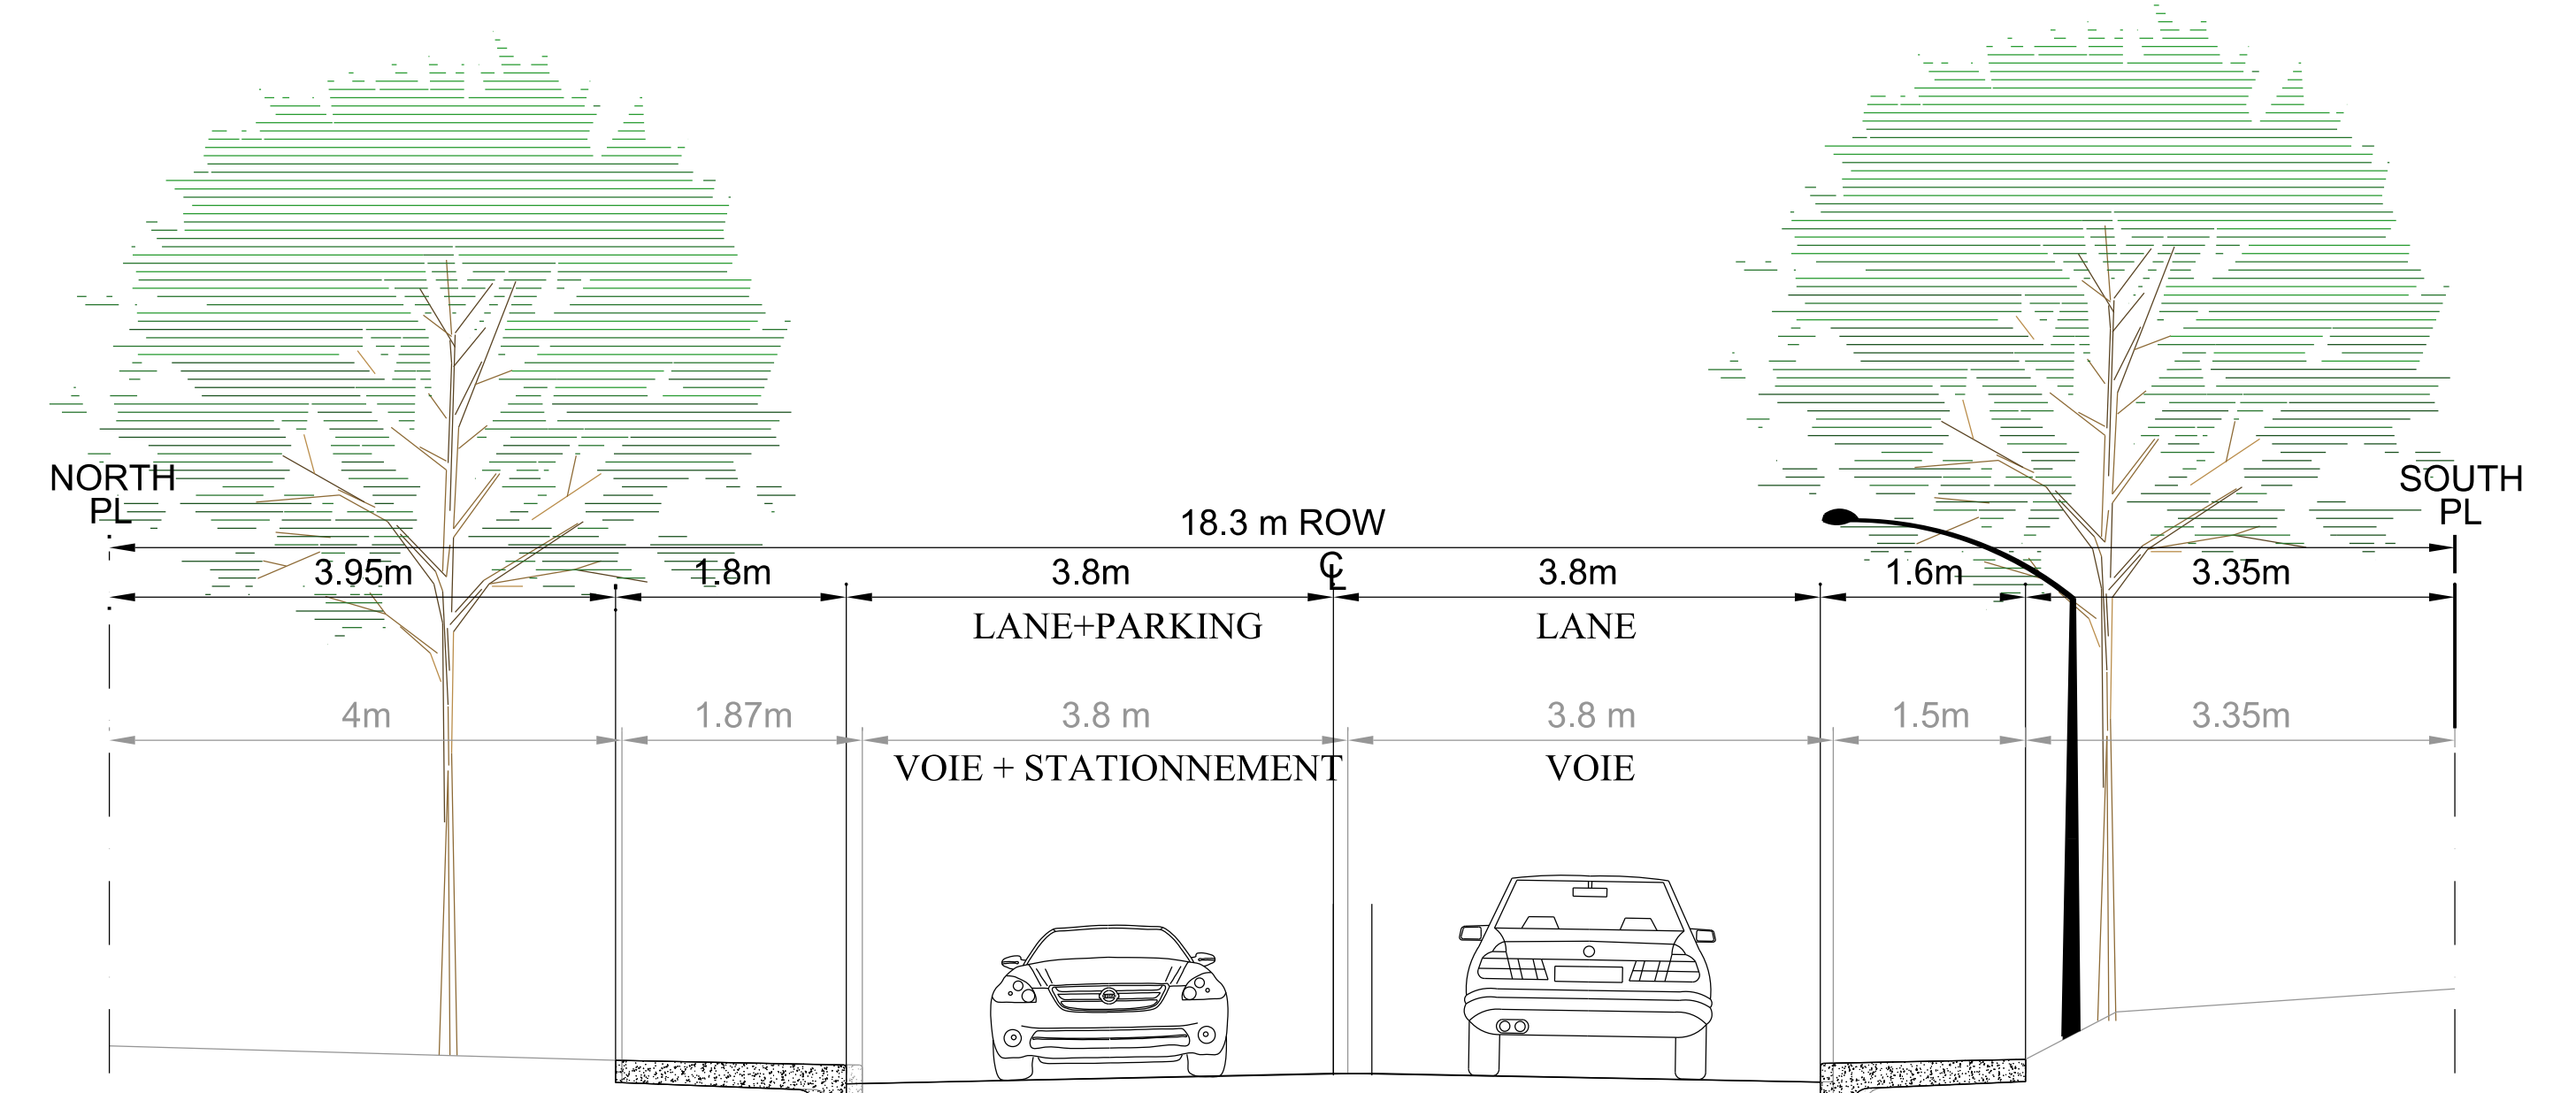 NORTH
PL
SOUTH
PL
18.3 m ROW
℄
3.95m 1.8m 3.8m 3.8m 1.6m 3.35m
LANE+PARKING LANE
4m 1.87m 3.8 m 3.8 m 1.5m 3.35m
VOIE + STATIONNEMENT VOIE